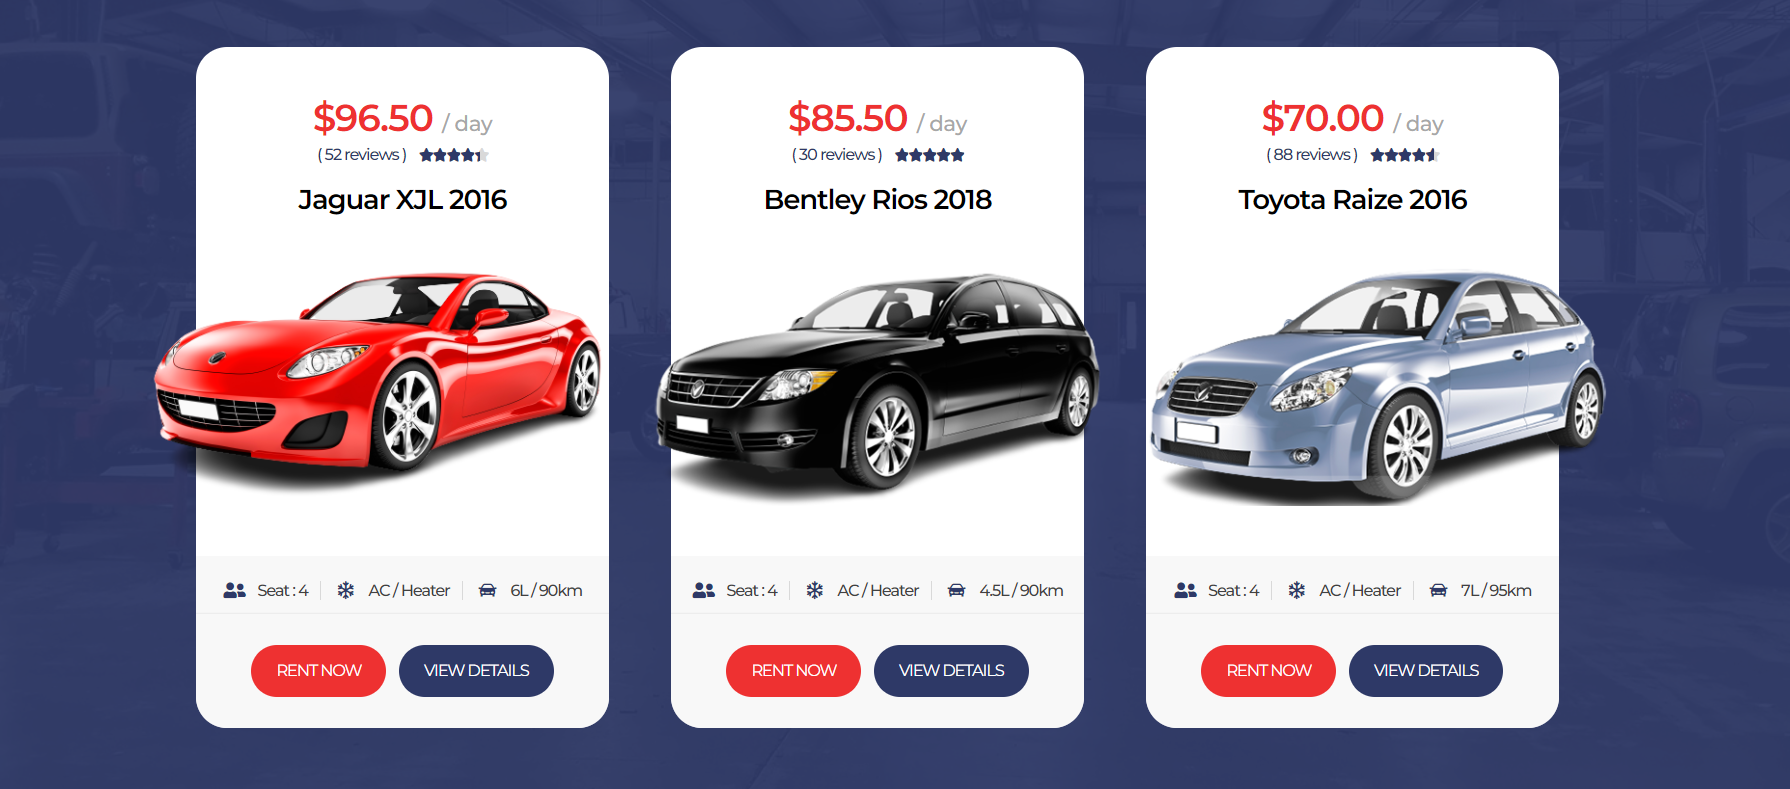 $96.50 / day
( 52 reviews )
Jaguar XJL 2016
Seat : 4
AC / Heater
6L / 90km
RENT NOW
VIEW DETAILS
$85.50 / day
( 30 reviews )
Bentley Rios 2018
Seat : 4
AC / Heater
4.5L / 90km
RENT NOW
VIEW DETAILS
$70.00 / day
( 88 reviews )
Toyota Raize 2016
Seat : 4
AC / Heater
7L / 95km
RENT NOW
VIEW DETAILS